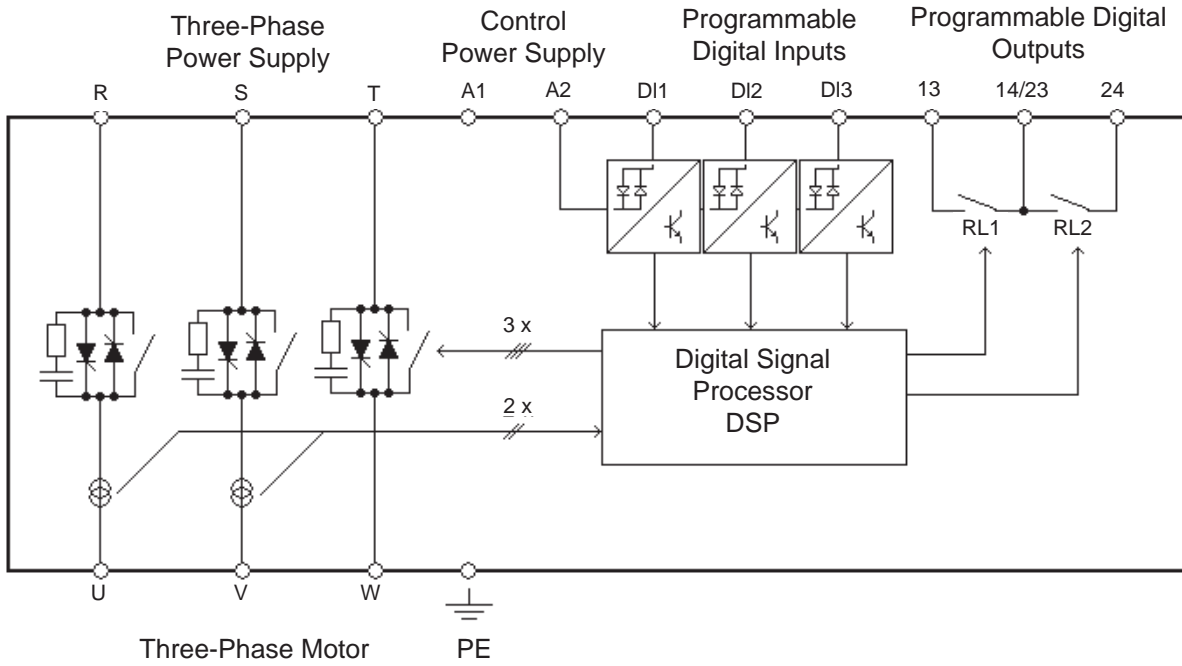 Three-Phase
Power Supply
Control
Power Supply
Programmable
Digital Inputs
Programmable Digital
Outputs
R S T A1 A2 DI1 DI2 DI3 13 14/23 24
RL1 RL2
3 x
2 x
Digital Signal
Processor
DSP
U V W
Three-Phase Motor PE